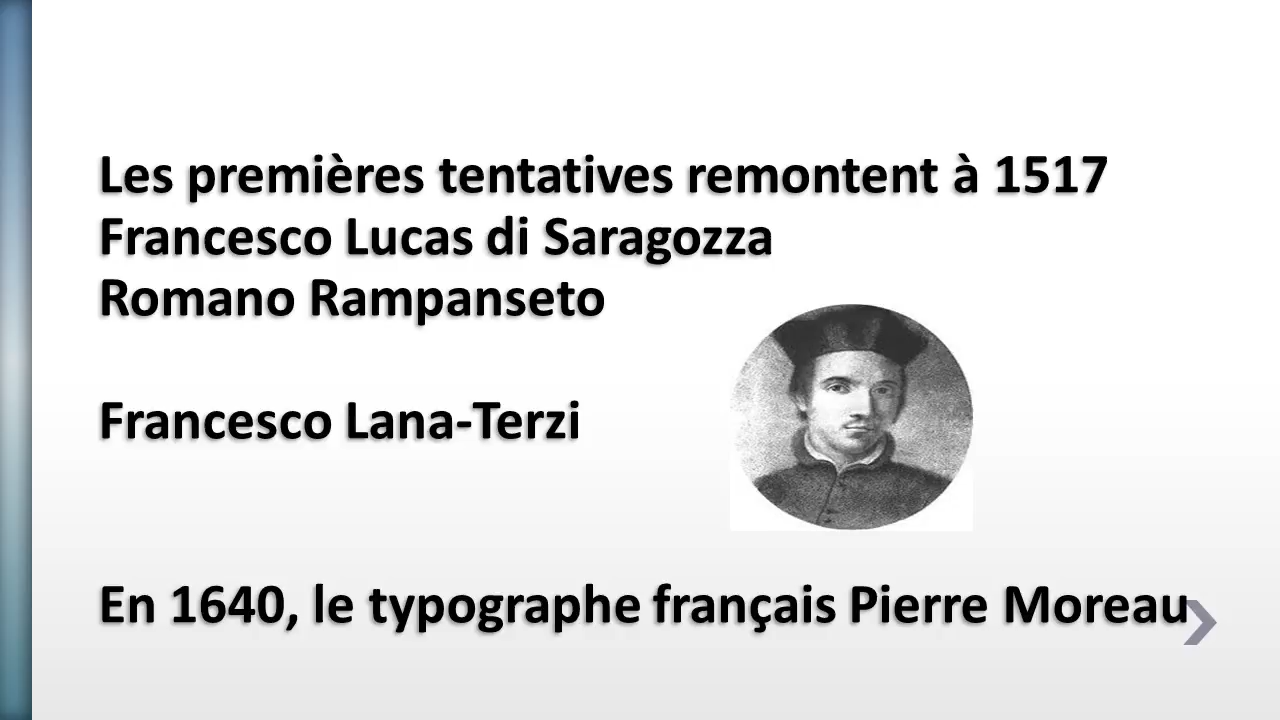 Les premières tentatives remontent à 1517
Francesco Lucas di Saragozza
Romano Rampanseto
Francesco Lana-Terzi
En 1640, le typographe français Pierre Moreau